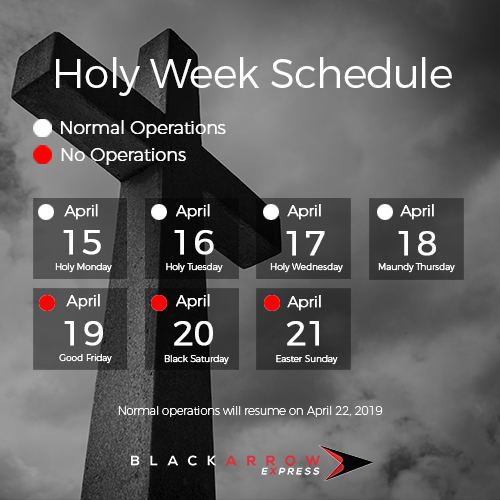 Holy Week Schedule
Normal Operations
No Operations
April April April April
15 16 17 18
Holy Monday Holy Tuesday Holy Wednesday Maundy Thursday
April April April
19 20 21
Good Friday Black Saturday Easter Sunday
Normal operations will resume on April 22, 2019
BLACKARROW
EXPRESS